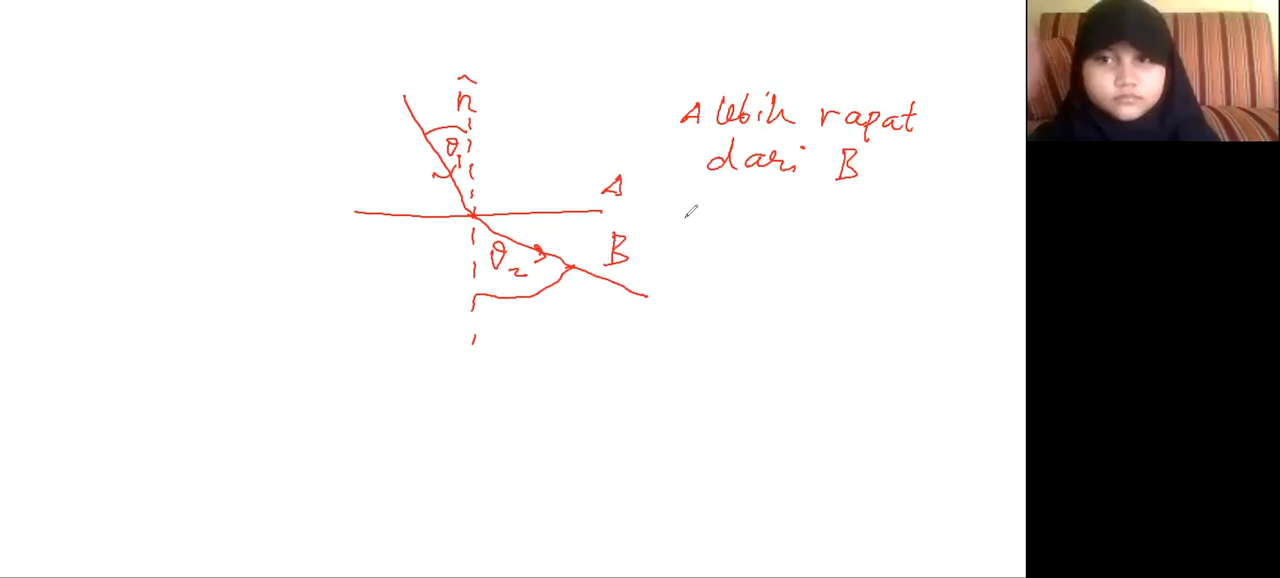 n̂
θ₁
A
B
θ₂
A lebih rapat
dari B